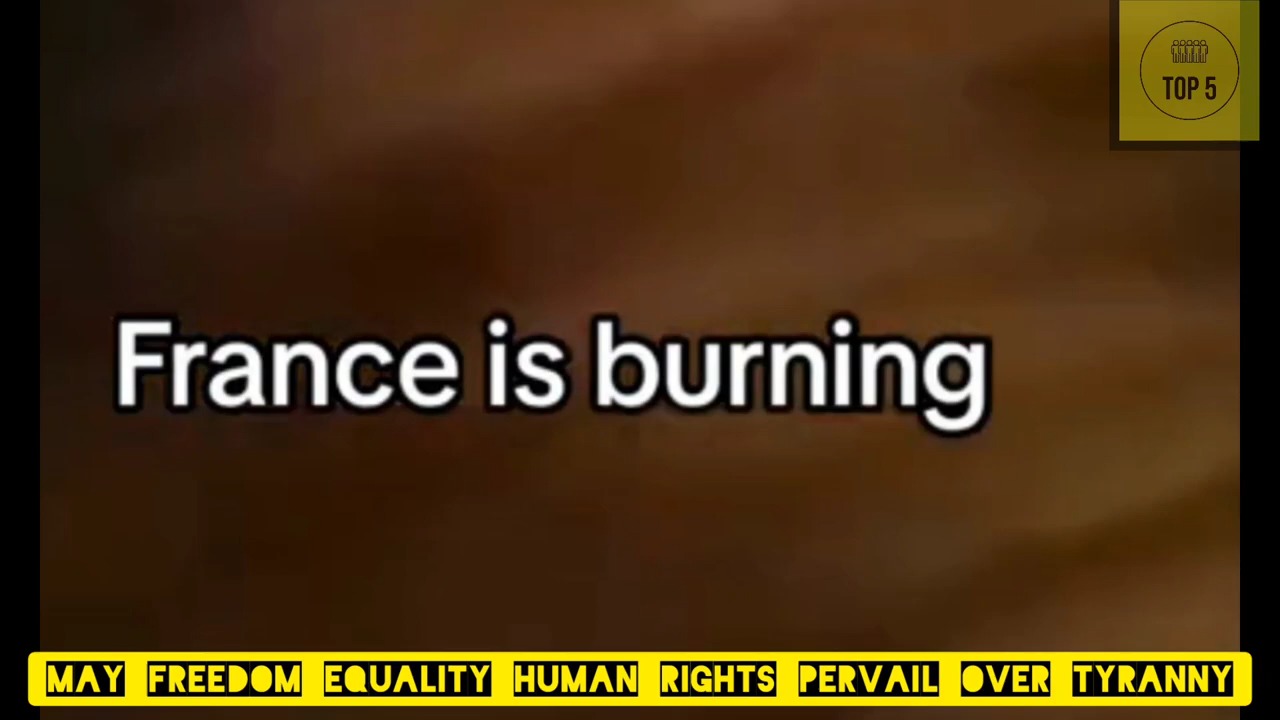 TOP 5
France is burning
MAY FREEDOM EQUALITY HUMAN RIGHTS PERVAIL OVER TYRANNY